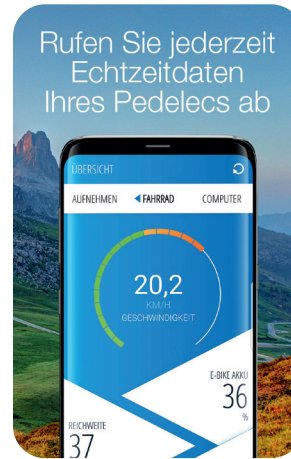 Rufen Sie jederzeit
Echtzeitdaten
Ihres Pedelecs ab
ÜBERSICHT
AUFNEHMEN
FAHRRAD
COMPUTER
20,2
KM/H
GESCHWINDIGKEIT
E-BIKE AKKU
36
%
REICHWEITE
37